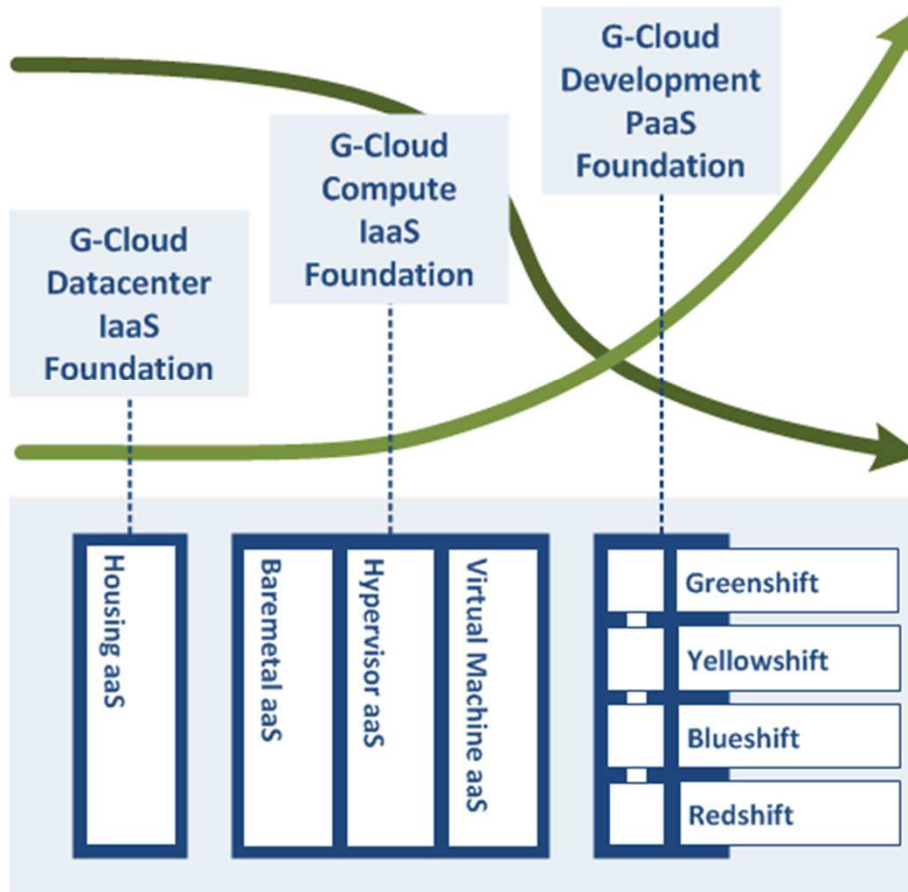 G-Cloud
Development
PaaS
Foundation
G-Cloud
Compute
IaaS
Foundation
G-Cloud
Datacenter
IaaS
Foundation
Housing aaS
Baremetal aaS
Hypervisor aaS
Virtual Machine aaS
Greenshift
Yellowshift
Blueshift
Redshift